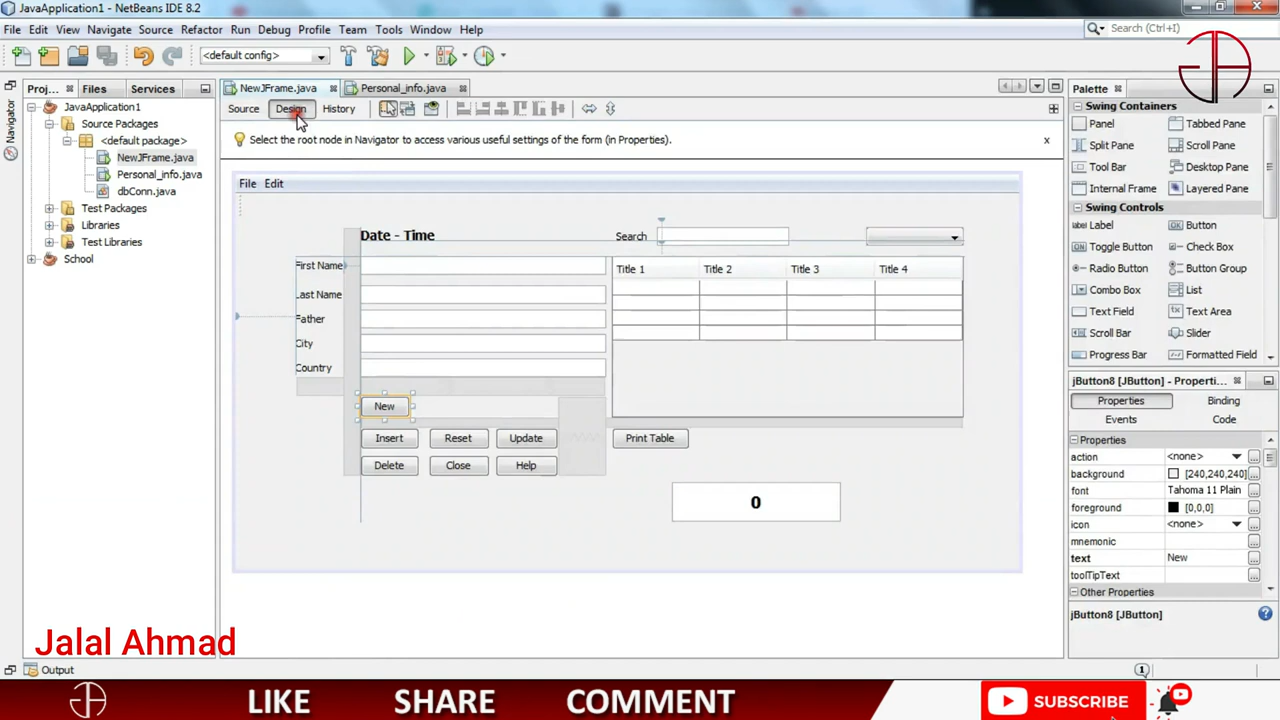 JavaApplication1 - NetBeans IDE 8.2
File Edit View Navigate Source Refactor Run Debug Profile Team Tools Window Help
Search (Ctrl+I)
<default config>
Proj... Files Services
NewJFrame.java Personal_info.java
Palette
Navigator
JavaApplication1
Source Packages
<default package>
NewJFrame.java
Personal_info.java
dbConn.java
Test Packages
Libraries
Test Libraries
School
Source Design History
Select the root node in Navigator to access various useful settings of the form (in Properties).
File Edit
Date - Time
Search
First Name
Last Name
Father
City
Country
Title 1 Title 2 Title 3 Title 4
New
Insert Reset Update
Print Table
Delete Close Help
0
Swing Containers
Panel Tabbed Pane
Split Pane Scroll Pane
Tool Bar Desktop Pane
Internal Frame Layered Pane
Swing Controls
Label Button
Toggle Button Check Box
Radio Button Button Group
Combo Box List
Text Field Text Area
Scroll Bar Slider
Progress Bar Formatted Field
jButton8 [JButton] - Properti...
Properties Binding
Events Code
Properties
action <none>
background [240,240,240]
font Tahoma 11 Plain
foreground [0,0,0]
icon <none>
mnemonic
text New
toolTipText
Other Properties
jButton8 [JButton]
Jalal Ahmad
Output
1
LIKE SHARE COMMENT
SUBSCRIBE